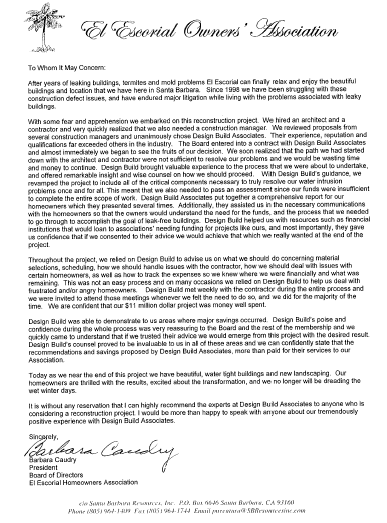 El Escorial Owners' Association
To Whom It May Concern:
After years of leaking buildings, termites and mold problems El Escorial can finally relax and enjoy the beautiful
buildings and location that we have here in Santa Barbara. Since 1998 we have been struggling with these
construction defect issues, and have endured major litigation while living with the problems associated with leaky
buildings.
With some fear and apprehension we embarked on this reconstruction project. We hired an architect and a
contractor and very quickly realized that we also needed a construction manager. We reviewed proposals from
several construction managers and unanimously chose Design Build Associates. Their experience, reputation and
qualifications far exceeded others in the industry. The Board entered into a contract with Design Build Associates
and almost immediately we began to see the fruits of our decision. We soon realized that the path we had started
down with the architect and contractor were not sufficient to resolve our problems and we would be wasting time
and money to continue. Design Build brought valuable experience to the process that we were about to undertake,
and offered remarkable insight and wise counsel on how we should proceed. With Design Build's guidance, we
revamped the project to include all of the critical components necessary to truly resolve our water intrusion
problems once and for all. This meant that we also needed to pass an assessment since our funds were insufficient
to complete the entire scope of work. Design Build Associates put together a comprehensive report for our
homeowners which they presented several times. Additionally, they assisted us in the necessary communications
with the homeowners so that the owners would understand the need for the funds, and the process that we needed
to go through to accomplish the goal of leak-free buildings. Design Build helped us with resources such as financial
institutions that would loan to associations' needing funding for projects like ours, and most importantly, they gave
us confidence that if we consented to their advice we would achieve that which we really wanted at the end of the
project.
Throughout the project, we relied on Design Build to advise us on what we should do concerning material
selections, scheduling, how we should handle issues with the contractor, how we should deal with issues with
certain homeowners, as well as how to track the expenses so we knew where we were financially and what was
remaining. This was not an easy process and on many occasions we relied on Design Build to help us deal with
frustrated and/or angry homeowners. Design Build met weekly with the contractor during the entire process and
we were invited to attend those meetings whenever we felt the need to do so, and we did for the majority of the
time. We are confident that our $11 million dollar project was money well spent.
Design Build was able to demonstrate to us areas where major savings occurred. Design Build's poise and
confidence during the whole process was very reassuring to the Board and the rest of the membership and we
quickly came to understand that if we trusted their advice we would emerge from this project with the desired result.
Design Build's counsel proved to be invaluable to us in all of these areas and we can confidently state that the
recommendations and savings proposed by Design Build Associates, more than paid for their services to our
Association.
Today as we near the end of this project we have beautiful, water tight buildings and new landscaping. Our
homeowners are thrilled with the results, excited about the transformation, and we no longer will be dreading the
wet winter days.
It is without any reservation that I can highly recommend the experts at Design Build Associates to anyone who is
considering a reconstruction project. I would be more than happy to speak with anyone about our tremendously
positive experience with Design Build Associates.
Sincerely,
Barbara Caudry
Barbara Caudry
President
Board of Directors
El Escorial Homeowners Association
c/o Santa Barbara Resources, Inc. P.O. Box 6646 Santa Barbara, CA 93160
Phone (805) 964-1409 Fax (805) 964-1744